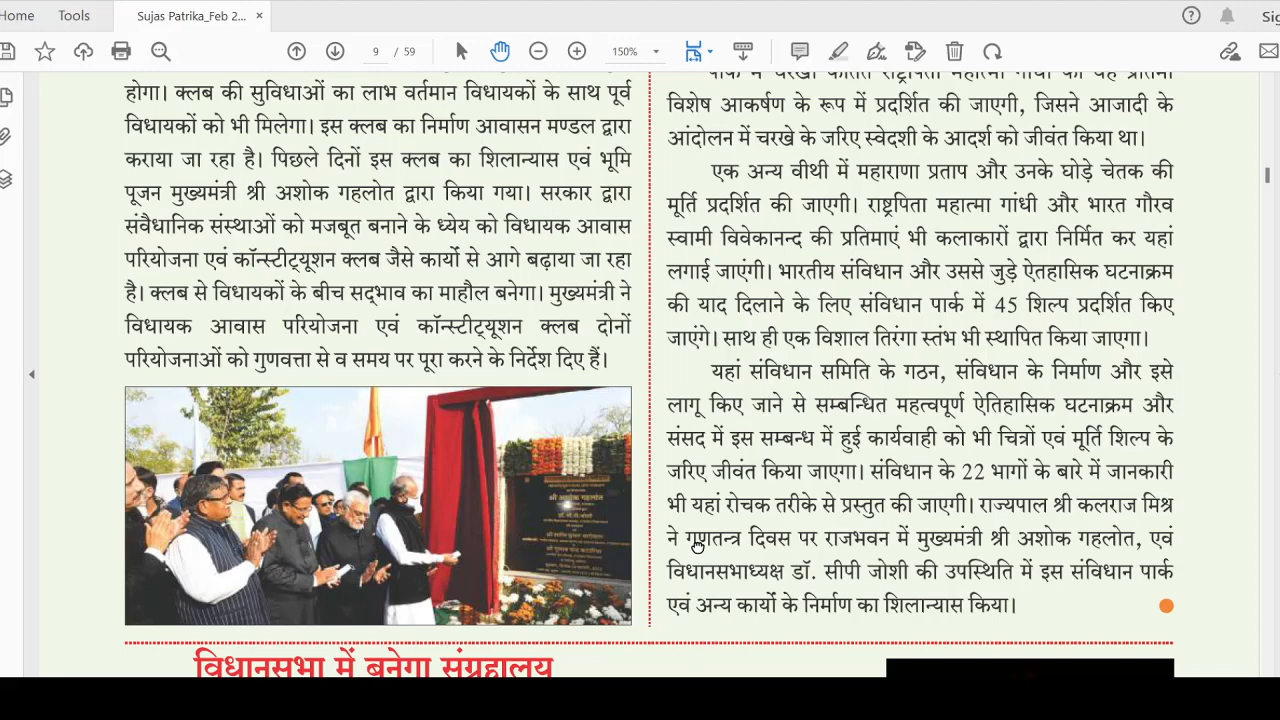 Home
Tools
Sujas Patrika_Feb 2...
×
9 / 59
150%
होगा। क्लब की सुविधाओं का लाभ वर्तमान विधायकों के साथ पूर्व
विधायकों को भी मिलेगा। इस क्लब का निर्माण आवासन मण्डल द्वारा
कराया जा रहा है। पिछले दिनों इस क्लब का शिलान्यास एवं भूमि
पूजन मुख्यमंत्री श्री अशोक गहलोत द्वारा किया गया। सरकार द्वारा
संवैधानिक संस्थाओं को मजबूत बनाने के ध्येय को विधायक आवास
परियोजना एवं कॉन्स्टीट्यूशन क्लब जैसे कार्यों से आगे बढ़ाया जा रहा
है। क्लब से विधायकों के बीच सद्भाव का माहौल बनेगा। मुख्यमंत्री ने
विधायक आवास परियोजना एवं कॉन्स्टीट्यूशन क्लब दोनों
परियोजनाओं को गुणवत्ता से व समय पर पूरा करने के निर्देश दिए हैं।
श्री अशोक गहलोत
विशेष आकर्षण के रूप में प्रदर्शित की जाएगी, जिसने आजादी के
आंदोलन में चरखे के जरिए स्वेदशी के आदर्श को जीवंत किया था।
एक अन्य वीथी में महाराणा प्रताप और उनके घोड़े चेतक की
मूर्ति प्रदर्शित की जाएगी। राष्ट्रपिता महात्मा गांधी और भारत गौरव
स्वामी विवेकानन्द की प्रतिमाएं भी कलाकारों द्वारा निर्मित कर यहां
लगाई जाएंगी। भारतीय संविधान और उससे जुड़े ऐतहासिक घटनाक्रम
की याद दिलाने के लिए संविधान पार्क में 45 शिल्प प्रदर्शित किए
जाएंगे। साथ ही एक विशाल तिरंगा स्तंभ भी स्थापित किया जाएगा।
यहां संविधान समिति के गठन, संविधान के निर्माण और इसे
लागू किए जाने से सम्बन्धित महत्वपूर्ण ऐतिहासिक घटनाक्रम और
संसद में इस सम्बन्ध में हुई कार्यवाही को भी चित्रों एवं मूर्ति शिल्प के
जरिए जीवंत किया जाएगा। संविधान के 22 भागों के बारे में जानकारी
भी यहां रोचक तरीके से प्रस्तुत की जाएगी। राज्यपाल श्री कलराज मिश्र
ने गणतन्त्र दिवस पर राजभवन में मुख्यमंत्री श्री अशोक गहलोत, एवं
विधानसभाध्यक्ष डॉ. सीपी जोशी की उपस्थिति में इस संविधान पार्क
एवं अन्य कार्यों के निर्माण का शिलान्यास किया।
विधानसभा में बनेगा संग्रहालय